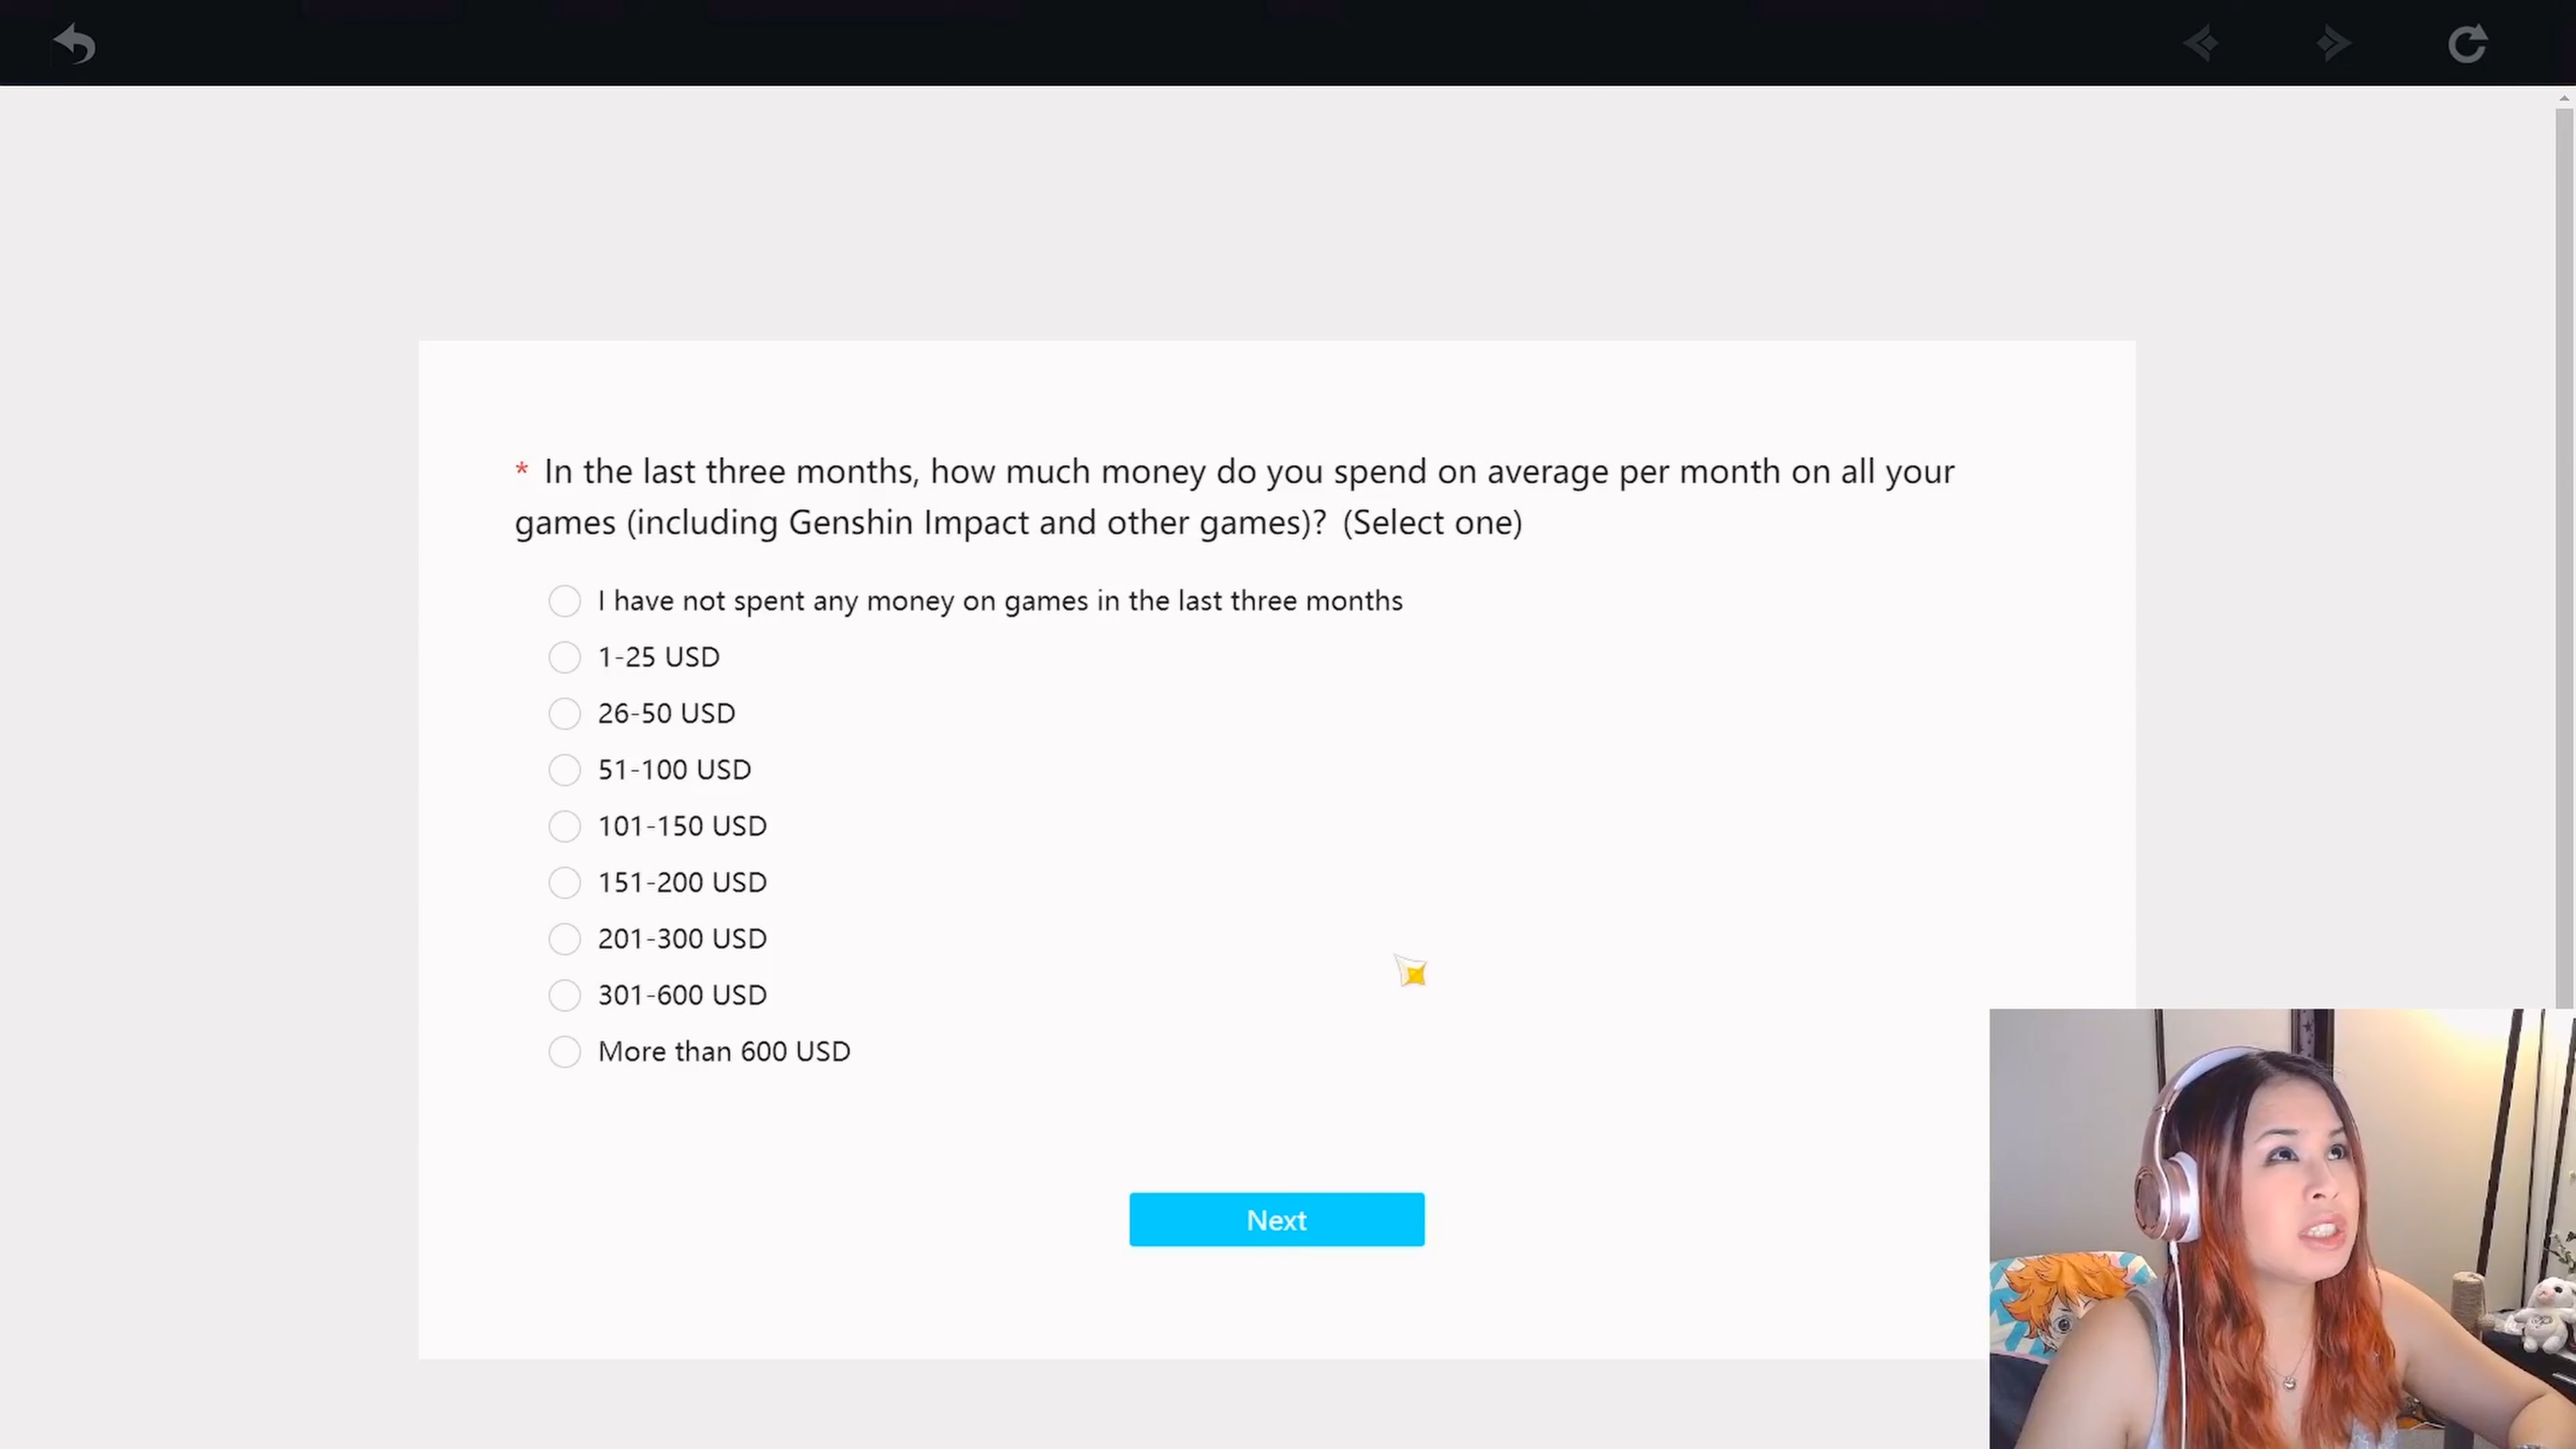 * In the last three months, how much money do you spend on average per month on all your
games (including Genshin Impact and other games)? (Select one)
I have not spent any money on games in the last three months
1-25 USD
26-50 USD
51-100 USD
101-150 USD
151-200 USD
201-300 USD
301-600 USD
More than 600 USD
Next